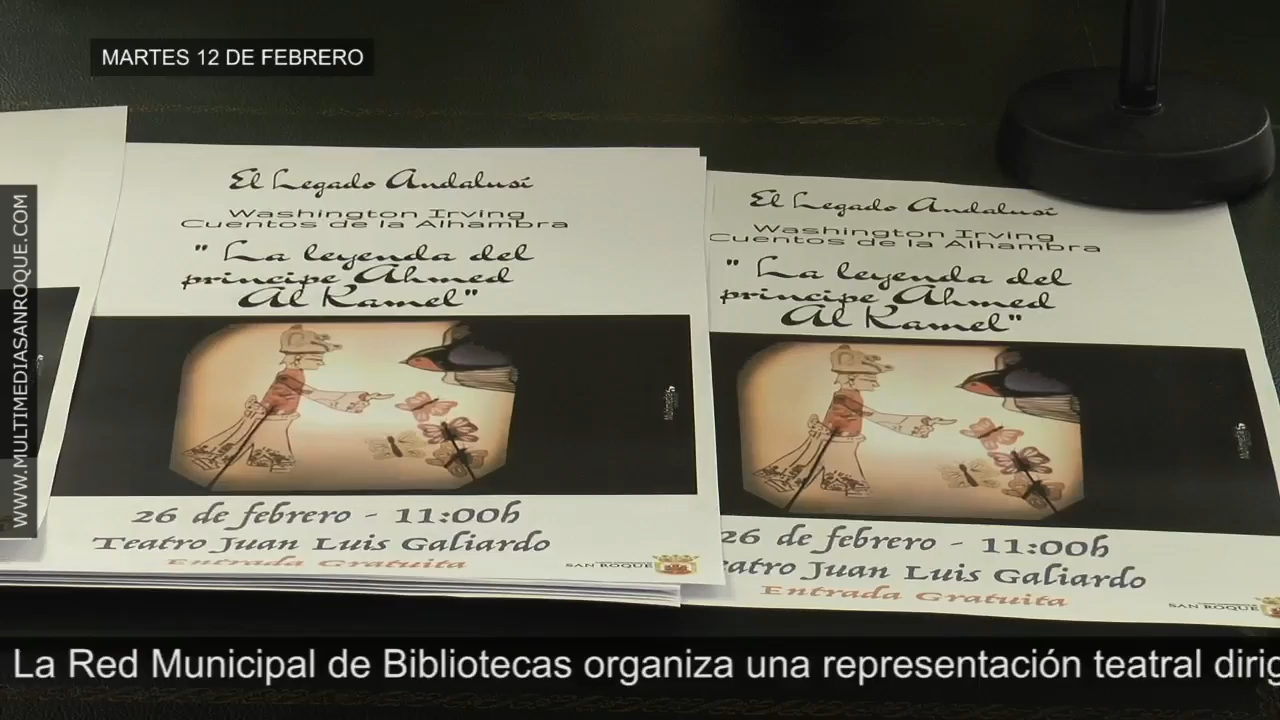 MARTES 12 DE FEBRERO
WWW.MULTIMEDIASANROQUE.COM
El Legado Andalusí
Washington Irving
Cuentos de la Alhambra
" La leyenda del
principe Ahmed
Al Kamel"
26 de febrero - 11:00h
Teatro Juan Luis Galiardo
Entrada Gratuita
SAN ROQUE
El Legado Andalusí
Washington Irving
Cuentos de la Alhambra
" La leyenda del
principe Ahmed
Al Kamel"
26 de febrero - 11:00h
atro Juan Luis Galiardo
Entrada Gratuita
SAN ROQUE
La Red Municipal de Bibliotecas organiza una representación teatral dirig